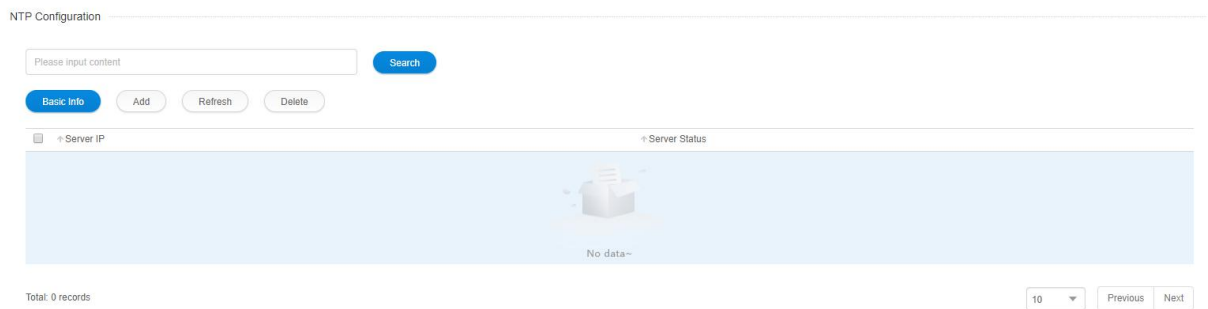 NTP Configuration
Please input content Search
Basic Info Add Refresh Delete
↑Server IP ↑Server Status
No data~
Total: 0 records 10 Previous Next